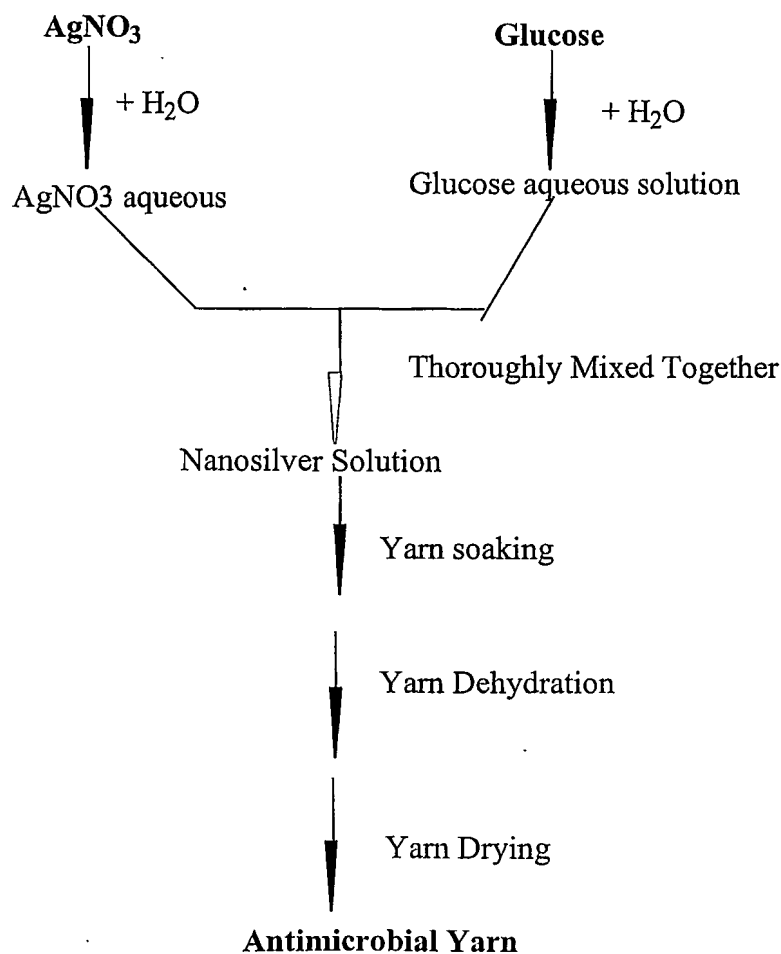 AgNO₃
Glucose
+ H₂O
+ H₂O
AgNO3 aqueous
Glucose aqueous solution
Thoroughly Mixed Together
Nanosilver Solution
Yarn soaking
Yarn Dehydration
Yarn Drying
Antimicrobial Yarn